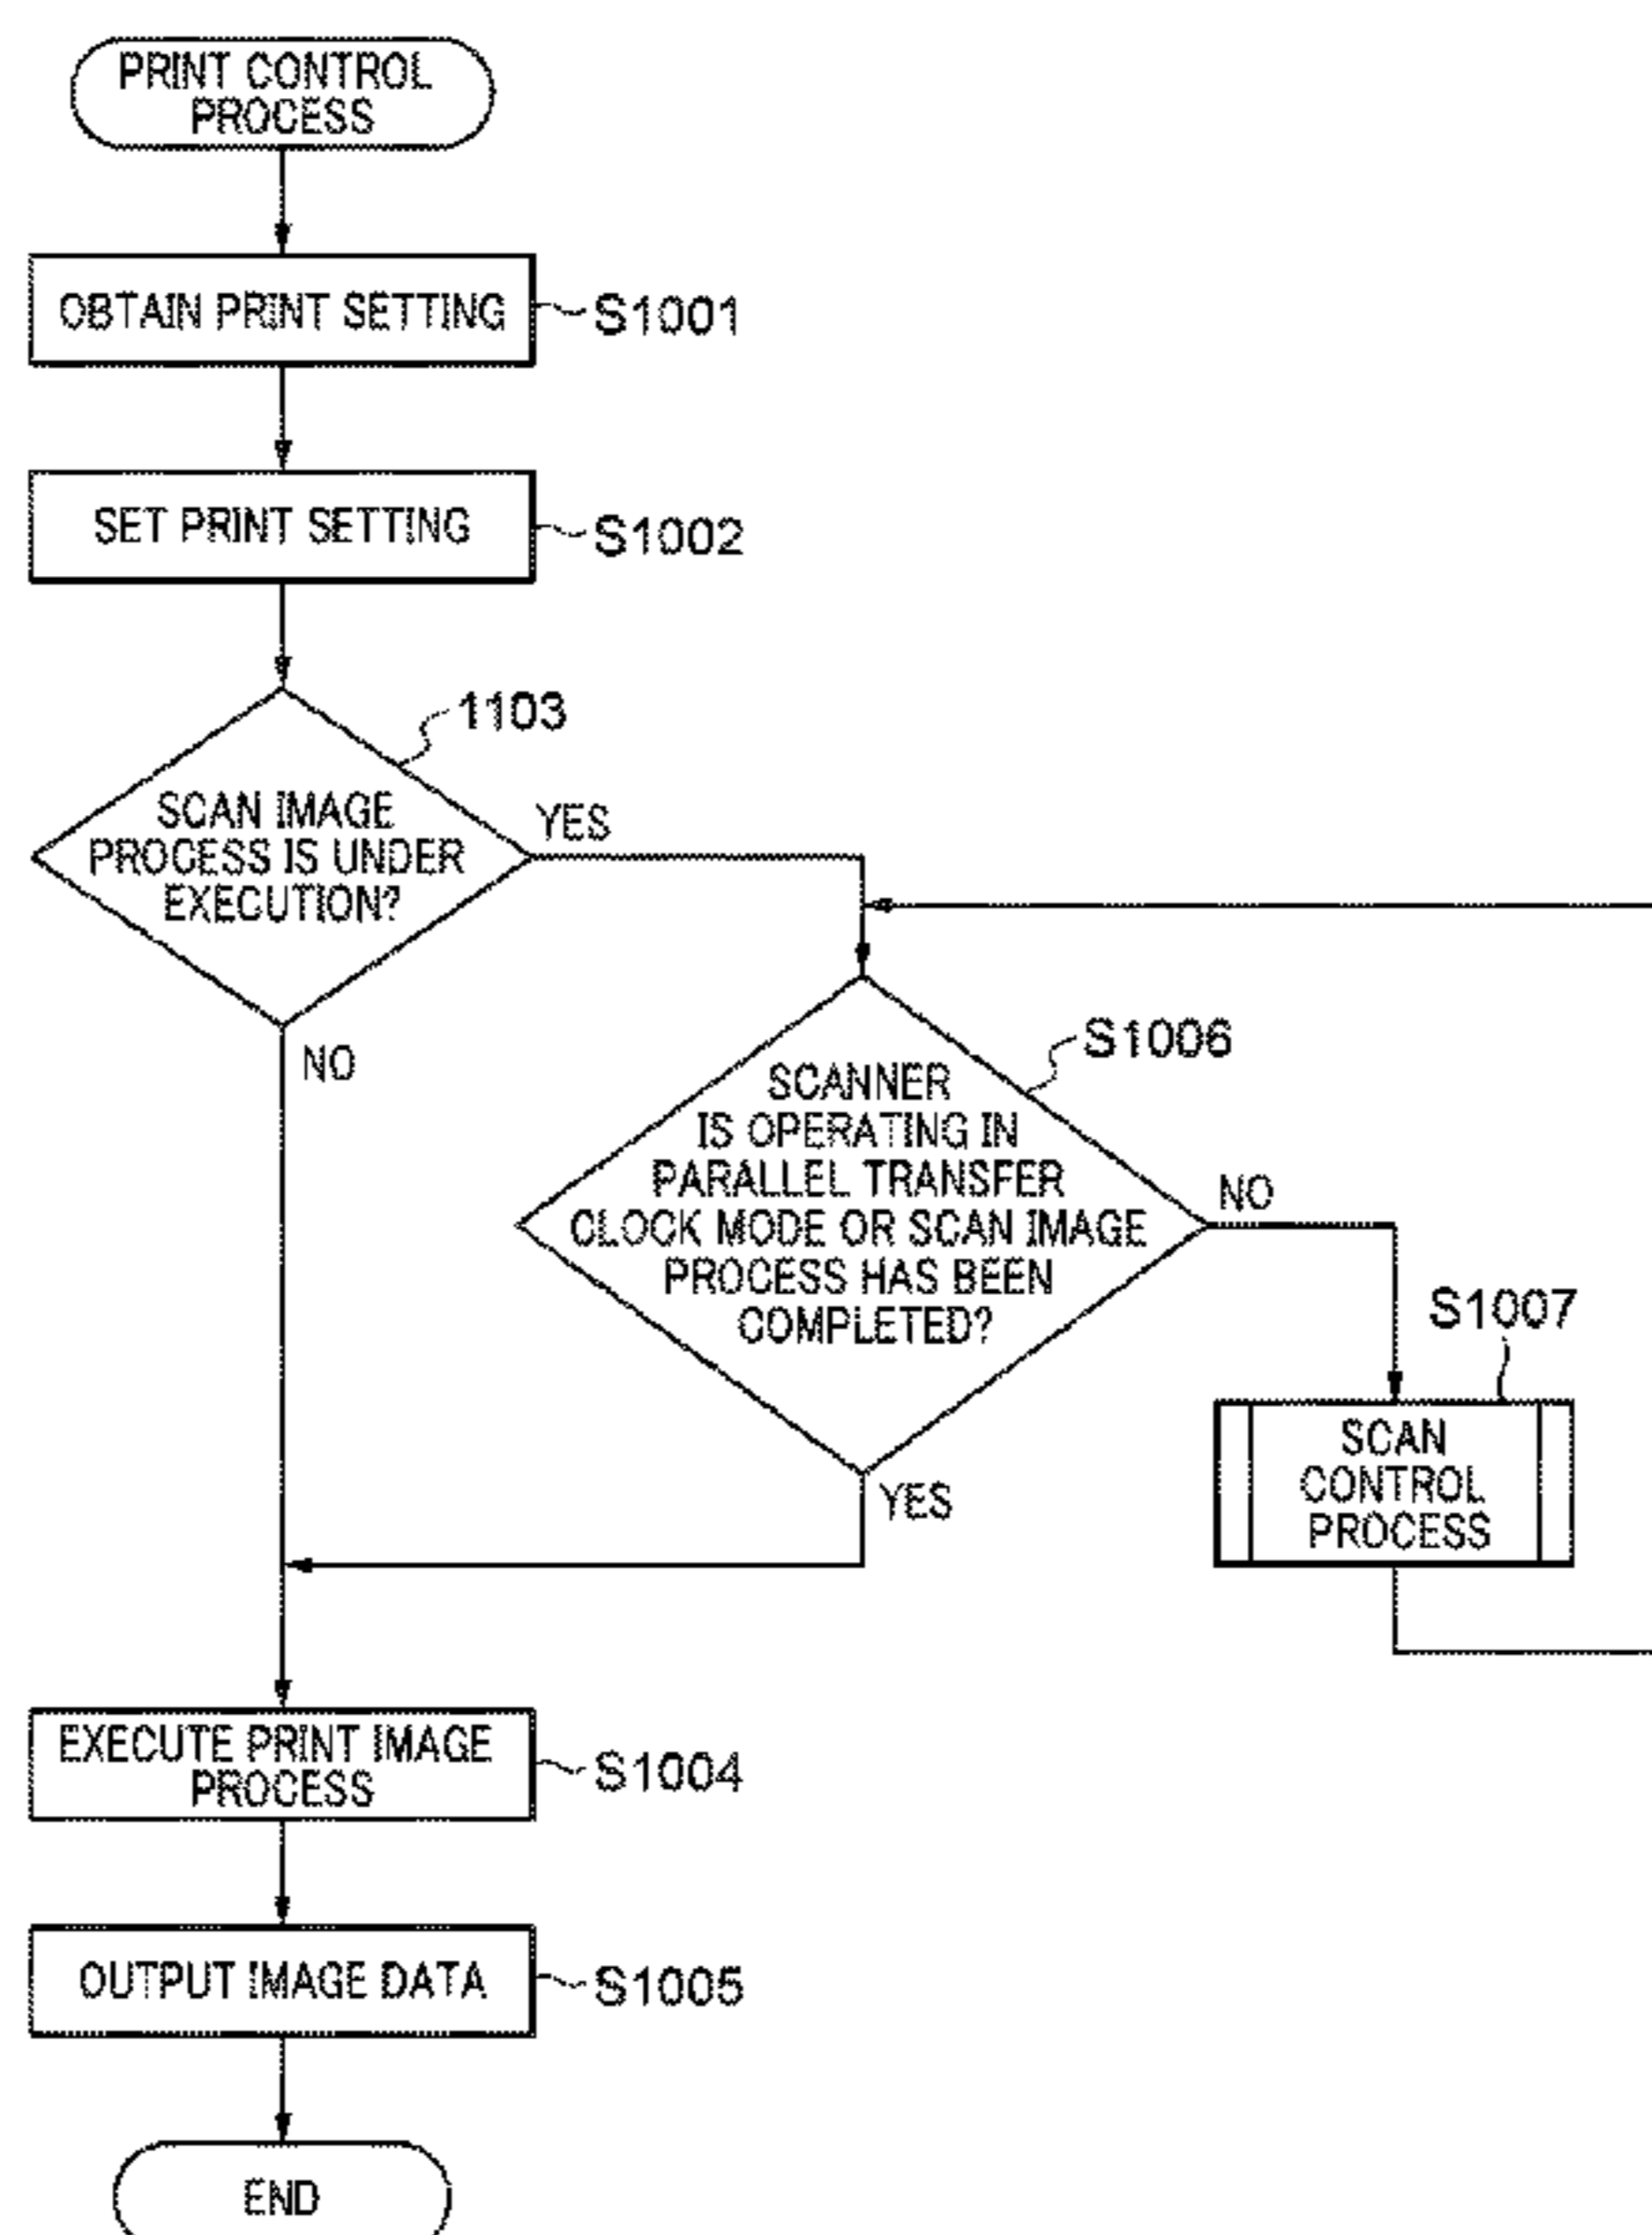 PRINT CONTROL
PROCESS
OBTAIN PRINT SETTING
S1001
SET PRINT SETTING
S1002
1103
SCAN IMAGE
PROCESS IS UNDER
EXECUTION?
YES
NO
S1006
SCANNER
IS OPERATING IN
PARALLEL TRANSFER
CLOCK MODE OR SCAN IMAGE
PROCESS HAS BEEN
COMPLETED?
NO
YES
S1007
SCAN
CONTROL
PROCESS
EXECUTE PRINT IMAGE
PROCESS
S1004
OUTPUT IMAGE DATA
S1005
END